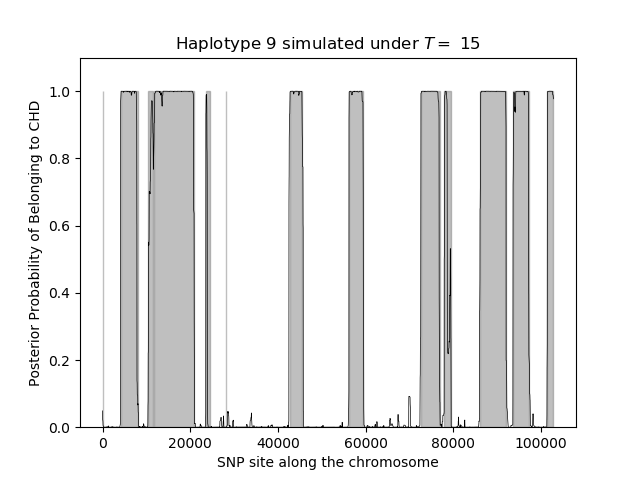 Haplotype 9 simulated under T = 15
Posterior Probability of Belonging to CHD
1.0
0.8
0.6
0.4
0.2
0.0
0 20000 40000 60000 80000 100000
SNP site along the chromosome